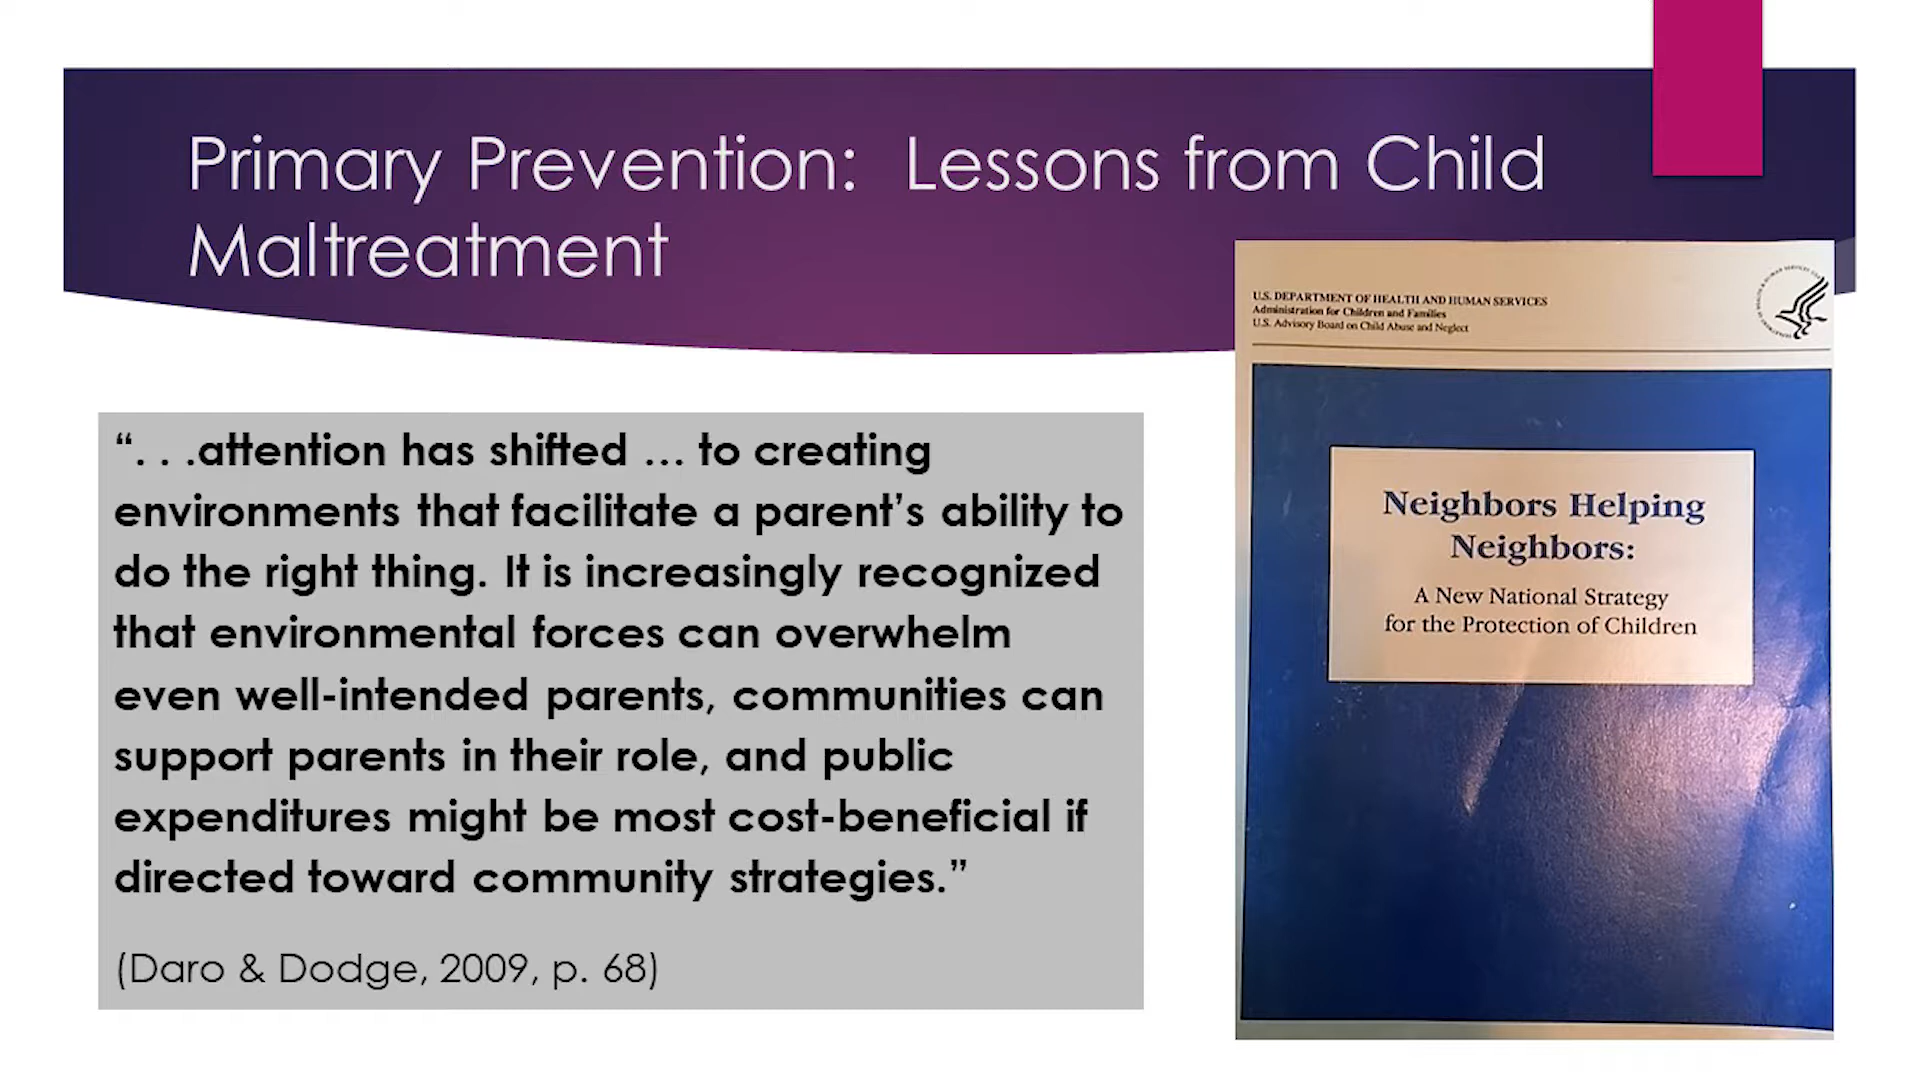 Primary Prevention:  Lessons from Child
Maltreatment
“. . .attention has shifted … to creating
environments that facilitate a parent’s ability to
do the right thing. It is increasingly recognized
that environmental forces can overwhelm
even well-intended parents, communities can
support parents in their role, and public
expenditures might be most cost-beneficial if
directed toward community strategies.”
(Daro & Dodge, 2009, p. 68)
U.S. DEPARTMENT OF HEALTH AND HUMAN SERVICES
Administration for Children and Families
U.S. Advisory Board on Child Abuse and Neglect
Neighbors Helping
Neighbors:
A New National Strategy
for the Protection of Children